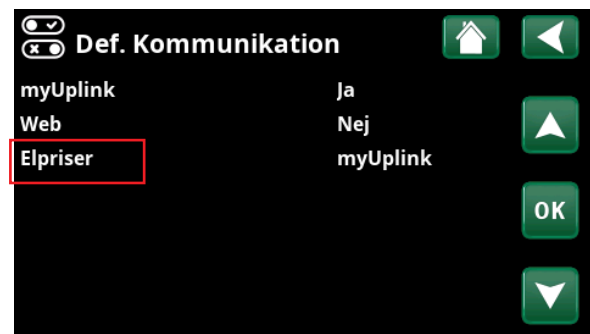 Def. Kommunikation
myUplink Ja
Web Nej
Elpriser myUplink
OK